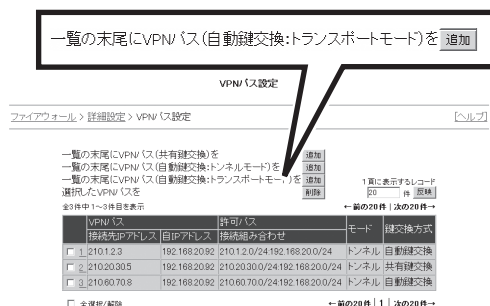 一覧の末尾にVPNパス(自動鍵交換:トランスポートモード)を 追加
VPNパス設定
ファイアウォール > 詳細設定 > VPNパス設定 [ヘルプ]
一覧の末尾にVPNパス(共有鍵交換)を 追加
一覧の末尾にVPNパス(自動鍵交換:トンネルモード)を 追加
一覧の末尾にVPNパス(自動鍵交換:トランスポートモー )を 追加
選択したVPNパスを 削除
1頁に表示するレコード
20 件 反映
全3件中 1~3件目を表示 ←前の20件 | 次の20件→
VPNパス 許可パス モード 鍵交換方式
接続先IPアドレス 自IPアドレス 接続組み合わせ
1 210.1.2.3 192.168.20.92 210.1.2.0/24:192.168.20.0/24 トンネル 自動鍵交換
2 210.20.30.5 192.168.20.92 210.20.30.0/24:192.168.20.0/24 トンネル 共有鍵交換
3 210.60.70.8 192.168.20.92 210.60.70.0/24:192.168.20.0/24 トンネル 自動鍵交換
全選択/解除 ←前の20件 | 1 | 次の20件→